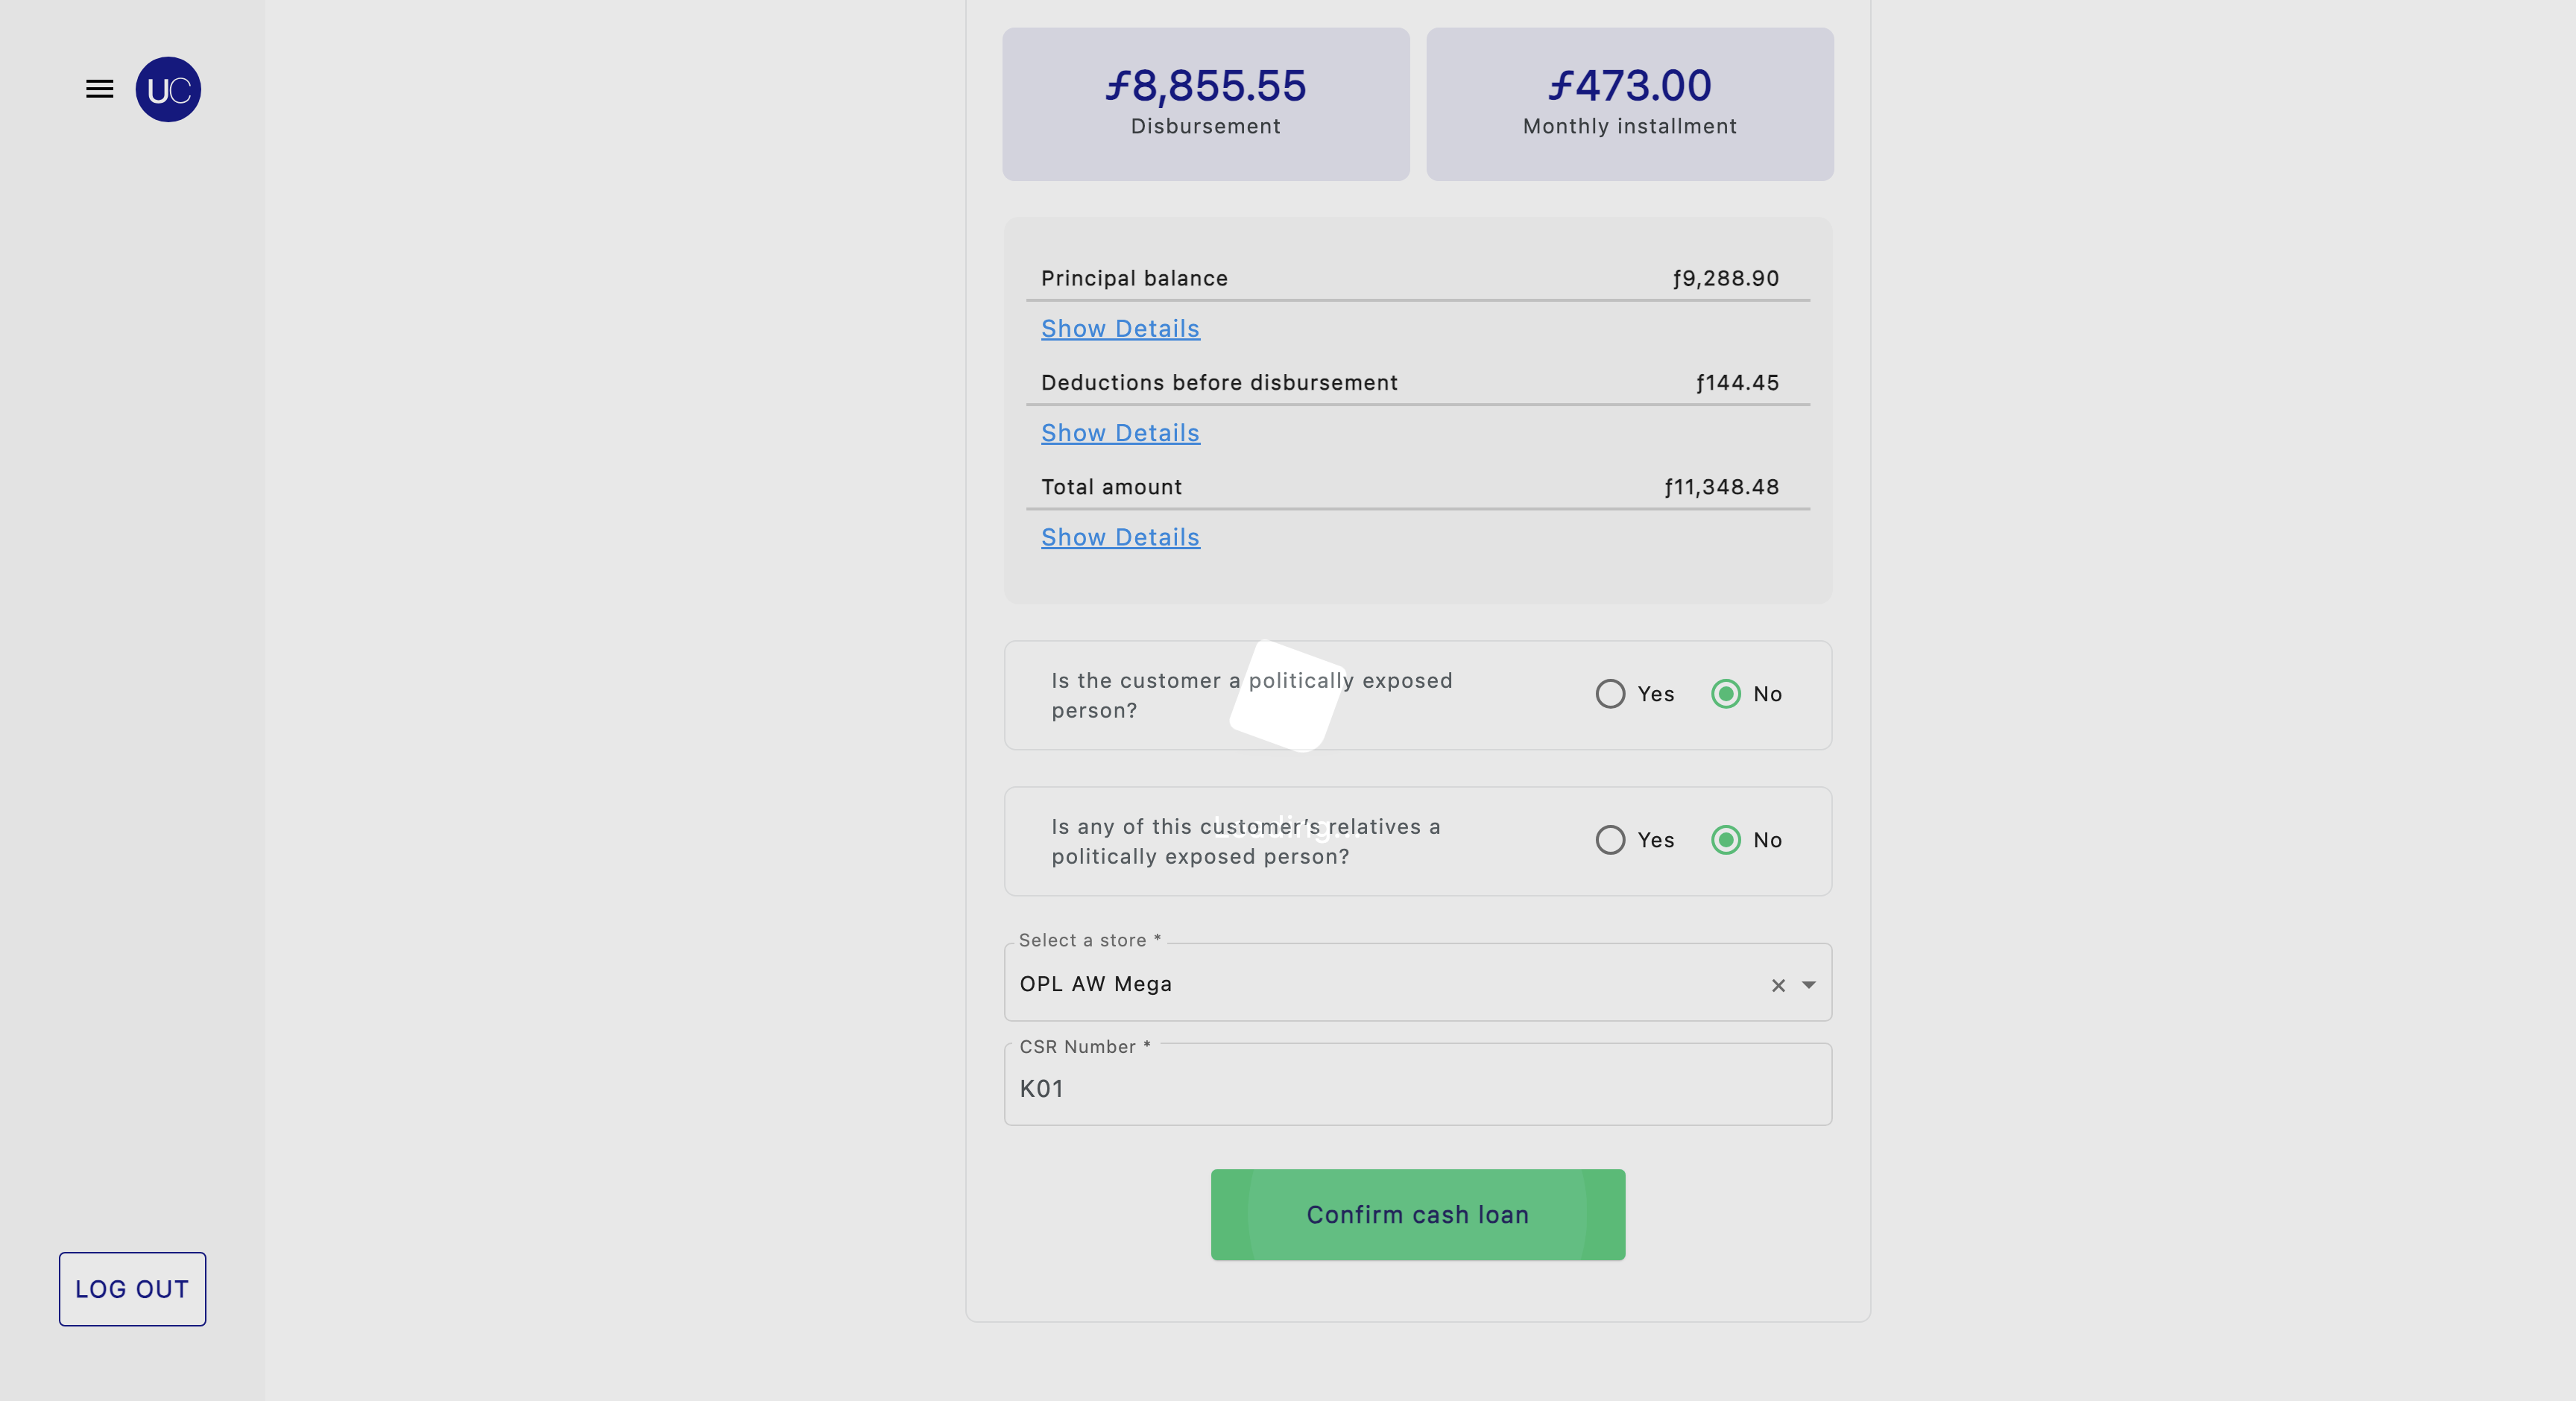 UC
ƒ8,855.55
Disbursement
ƒ473.00
Monthly installment
Principal balance ƒ9,288.90
Show Details
Deductions before disbursement ƒ144.45
Show Details
Total amount ƒ11,348.48
Show Details
Is the customer a politically exposed
person?
Yes No
Loading...
Is any of this customer’s relatives a
politically exposed person?
Yes No
Select a store *
OPL AW Mega
CSR Number *
K01
Confirm cash loan
LOG OUT